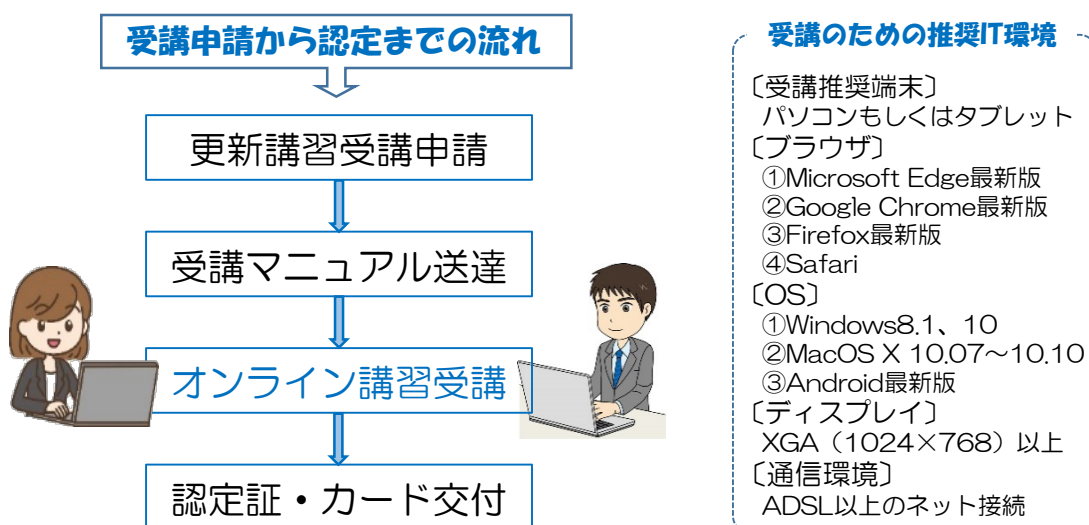 受講申請から認定までの流れ
更新講習受講申請
受講マニュアル送達
オンライン講習受講
認定証・カード交付
受講のための推奨IT環境
〔受講推奨端末〕
パソコンもしくはタブレット
〔ブラウザ〕
①Microsoft Edge最新版
②Google Chrome最新版
③Firefox最新版
④Safari
〔OS〕
①Windows8.1、10
②MacOS X 10.07～10.10
③Android最新版
〔ディスプレイ〕
XGA（1024×768）以上
〔通信環境〕
ADSL以上のネット接続